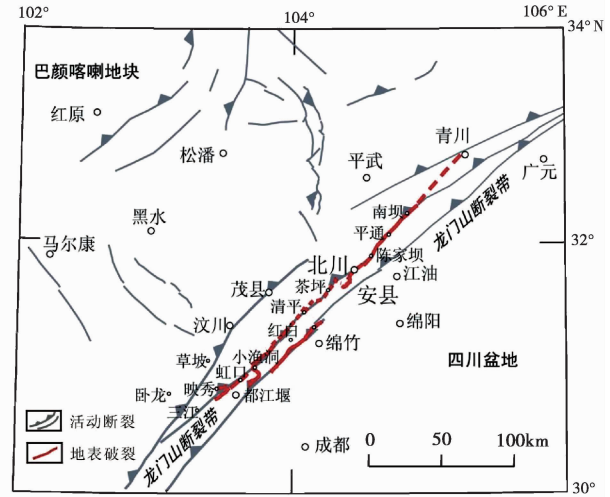 102°
104°
106° E
34° N
巴颜喀喇地块
红原
青川
松潘
平武
广元
南坝
黑水
平通
龙门山断裂带
32°
马尔康
陈家坝
北川
江油
茂县
茶坪
安县
清平
汶川
红白
绵阳
绵竹
小渔洞
草坡
虹口
四川盆地
卧龙
映秀
都江堰
三江
活动断裂
龙门山断裂带
地表破裂
成都
0 50 100km
30°